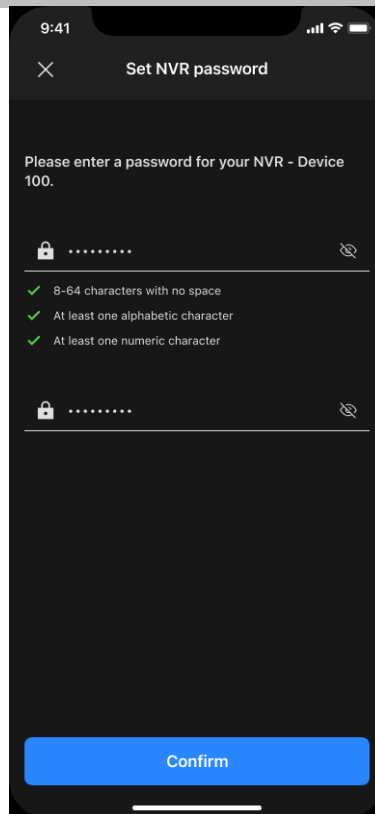 9:41
Set NVR password
Please enter a password for your NVR - Device
100.
•••••••••
8-64 characters with no space
At least one alphabetic character
At least one numeric character
•••••••••
Confirm